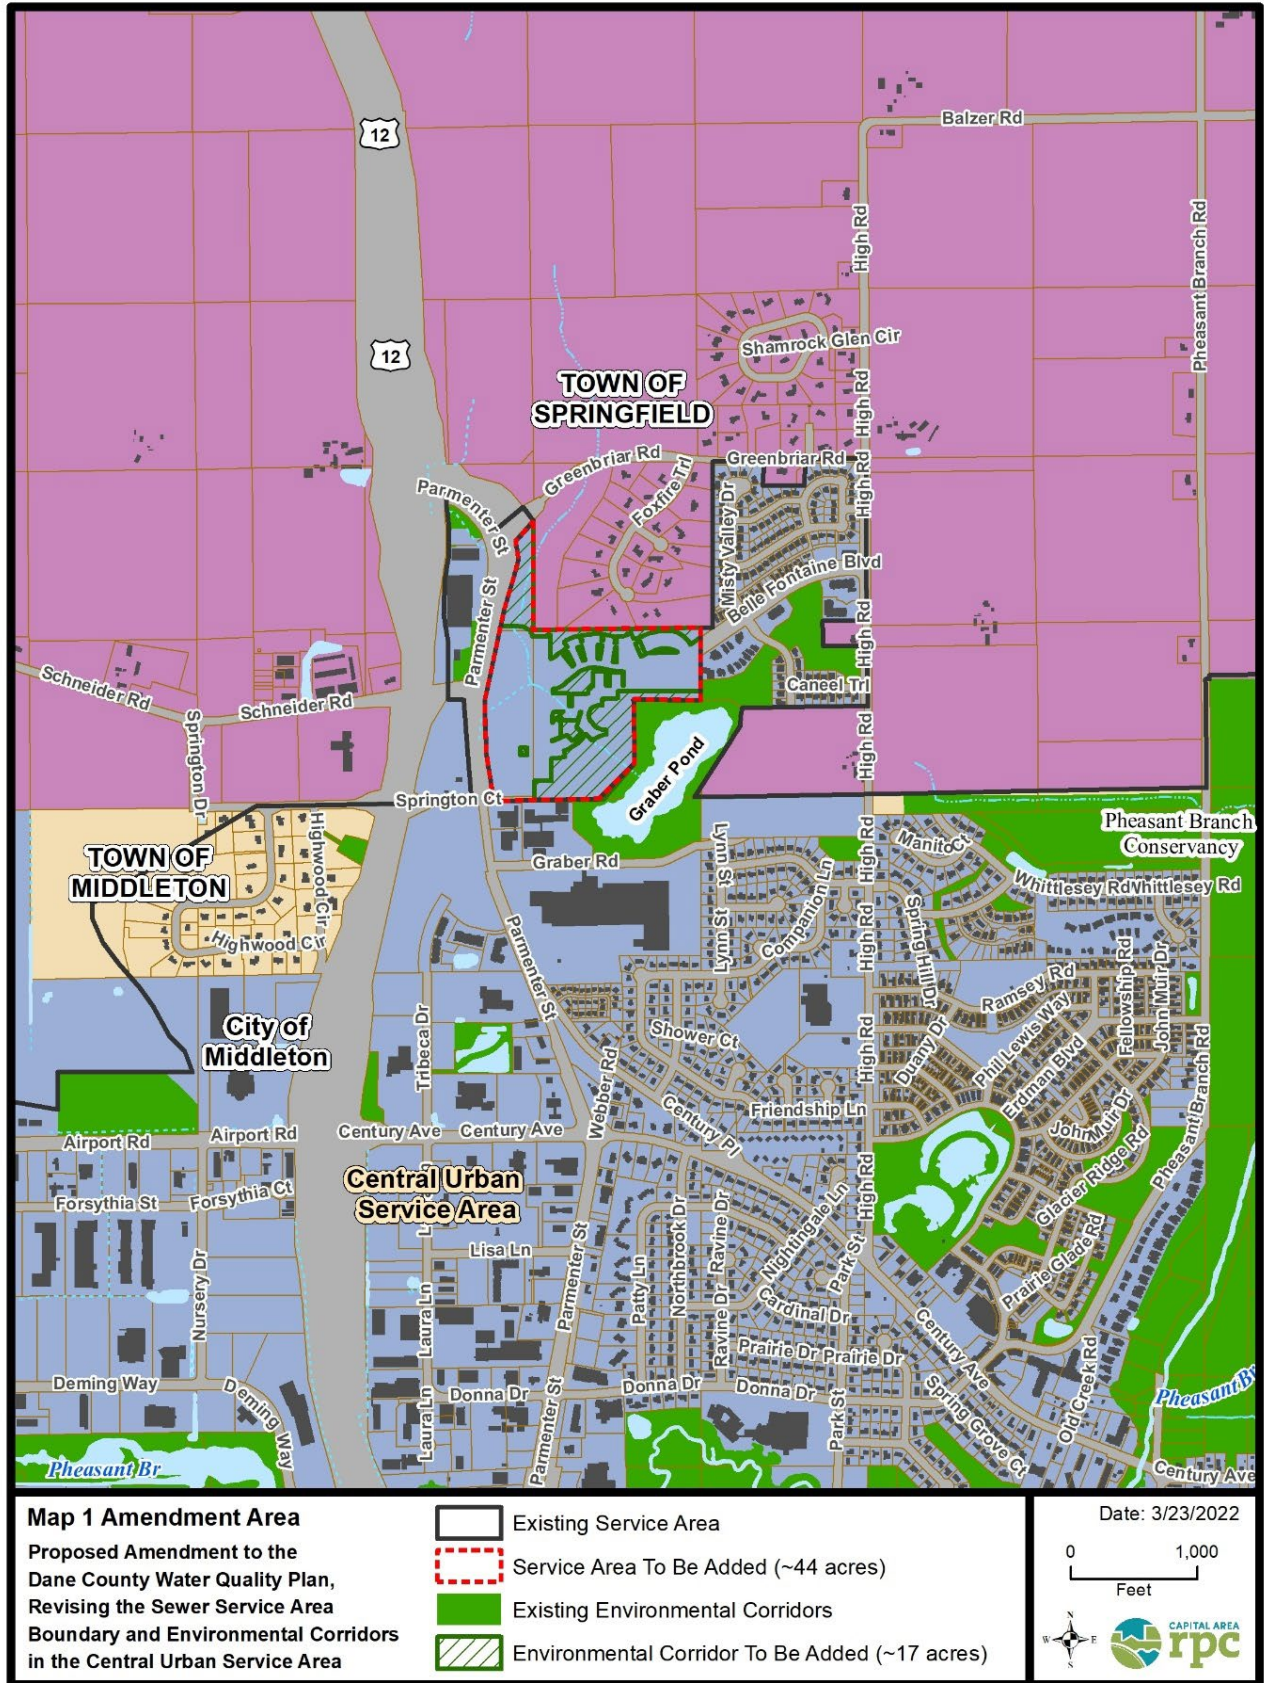 12
Balzer Rd
High Rd
Pheasant Branch Rd
12
Shamrock Glen Cir
TOWN OF
SPRINGFIELD
High Rd
Greenbriar Rd
Greenbriar Rd
Foxfire Trl
High Rd
Parmenter St
Misty Valley Dr
Belle Fontaine Blvd
Parmenter St
High Rd
Schneider Rd
Schneider Rd
Caneel Trl
Springton Dr
High Rd
Graber Pond
Springton Ct
Highwood Cir
Pheasant Branch
Conservancy
TOWN OF
MIDDLETON
Graber Rd
Lynn St
High Rd
Manito Ct
Whittlesey Rd
Whittlesey Rd
Companion Ln
Highwood Cir
Parmenter St
Lynn St
High Rd
Spring Hill Dr
Ramsey Rd
Fellowship Rd
John Muir Dr
City of
Middleton
Tribeca Dr
Shower Ct
High Rd
Duany Dr
Phil Lewis Way
Erdman Blvd
Pheasant Branch Rd
Webber Rd
Century Pl
Friendship Ln
John Muir Dr
Airport Rd
Airport Rd
Century Ave
Century Ave
Glacier Ridge Rd
Forsythia St
Forsythia Ct
Central Urban
Service Area
High Rd
Nursery Dr
Lisa Ln
Parmenter St
Patty Ln
Northbrook Dr
Ravine Dr
Ravine Dr
Nightingale Ln
Park St
Cardinal Dr
Prairie Glade Rd
Laura Ln
Prairie Dr
Prairie Dr
Century Ave
Deming Way
Deming Way
Laura Ln
Donna Dr
Donna Dr
Donna Dr
Parmenter St
Park St
Spring Grove Ct
Old Creek Rd
Pheasant Br
Pheasant Br
Century Ave
Map 1 Amendment Area
Proposed Amendment to the
Dane County Water Quality Plan,
Revising the Sewer Service Area
Boundary and Environmental Corridors
in the Central Urban Service Area
Existing Service Area
Service Area To Be Added (~44 acres)
Existing Environmental Corridors
Environmental Corridor To Be Added (~17 acres)
Date: 3/23/2022
0 1,000
Feet
N
W E
S
CAPITAL AREA
rpc